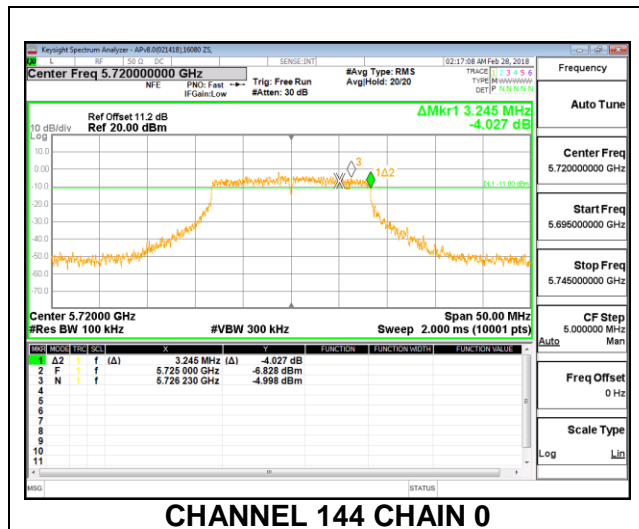 Keysight Spectrum Analyzer - APv8.0(021418),16080 ZS,
L RF 50 Ω DC SENSE:INT 02:17:08 AM Feb 28, 2018
Center Freq 5.720000000 GHz
NFE
PNO: Fast
IFGain:Low
Trig: Free Run
#Atten: 30 dB
#Avg Type: RMS
Avg|Hold: 20/20
TRACE 1 2 3 4 5 6
TYPE M W W W W W
DET P N N N N N
Ref Offset 11.2 dB
10 dB/div Ref 20.00 dBm
Log
ΔMkr1 3.245 MHz
-4.027 dB
10.0
0.00
-10.0
-20.0
-30.0
-40.0
-50.0
-60.0
-70.0
3
1Δ2
DL1 -11.00 dBm
Center 5.72000 GHz Span 50.00 MHz
#Res BW 100 kHz #VBW 300 kHz Sweep 2.000 ms (10001 pts)
MKR MODE TRC SCL X Y FUNCTION FUNCTION WIDTH FUNCTION VALUE
1 Δ2 1 f (Δ) 3.245 MHz (Δ) -4.027 dB
2 F 1 f 5.725 000 GHz -6.828 dBm
3 N 1 f 5.726 230 GHz -4.998 dBm
4
5
6
7
8
9
10
11
MSG STATUS
Frequency
Auto Tune
Center Freq
5.720000000 GHz
Start Freq
5.695000000 GHz
Stop Freq
5.745000000 GHz
CF Step
5.000000 MHz
Auto Man
Freq Offset
0 Hz
Scale Type
Log Lin
CHANNEL 144 CHAIN 0